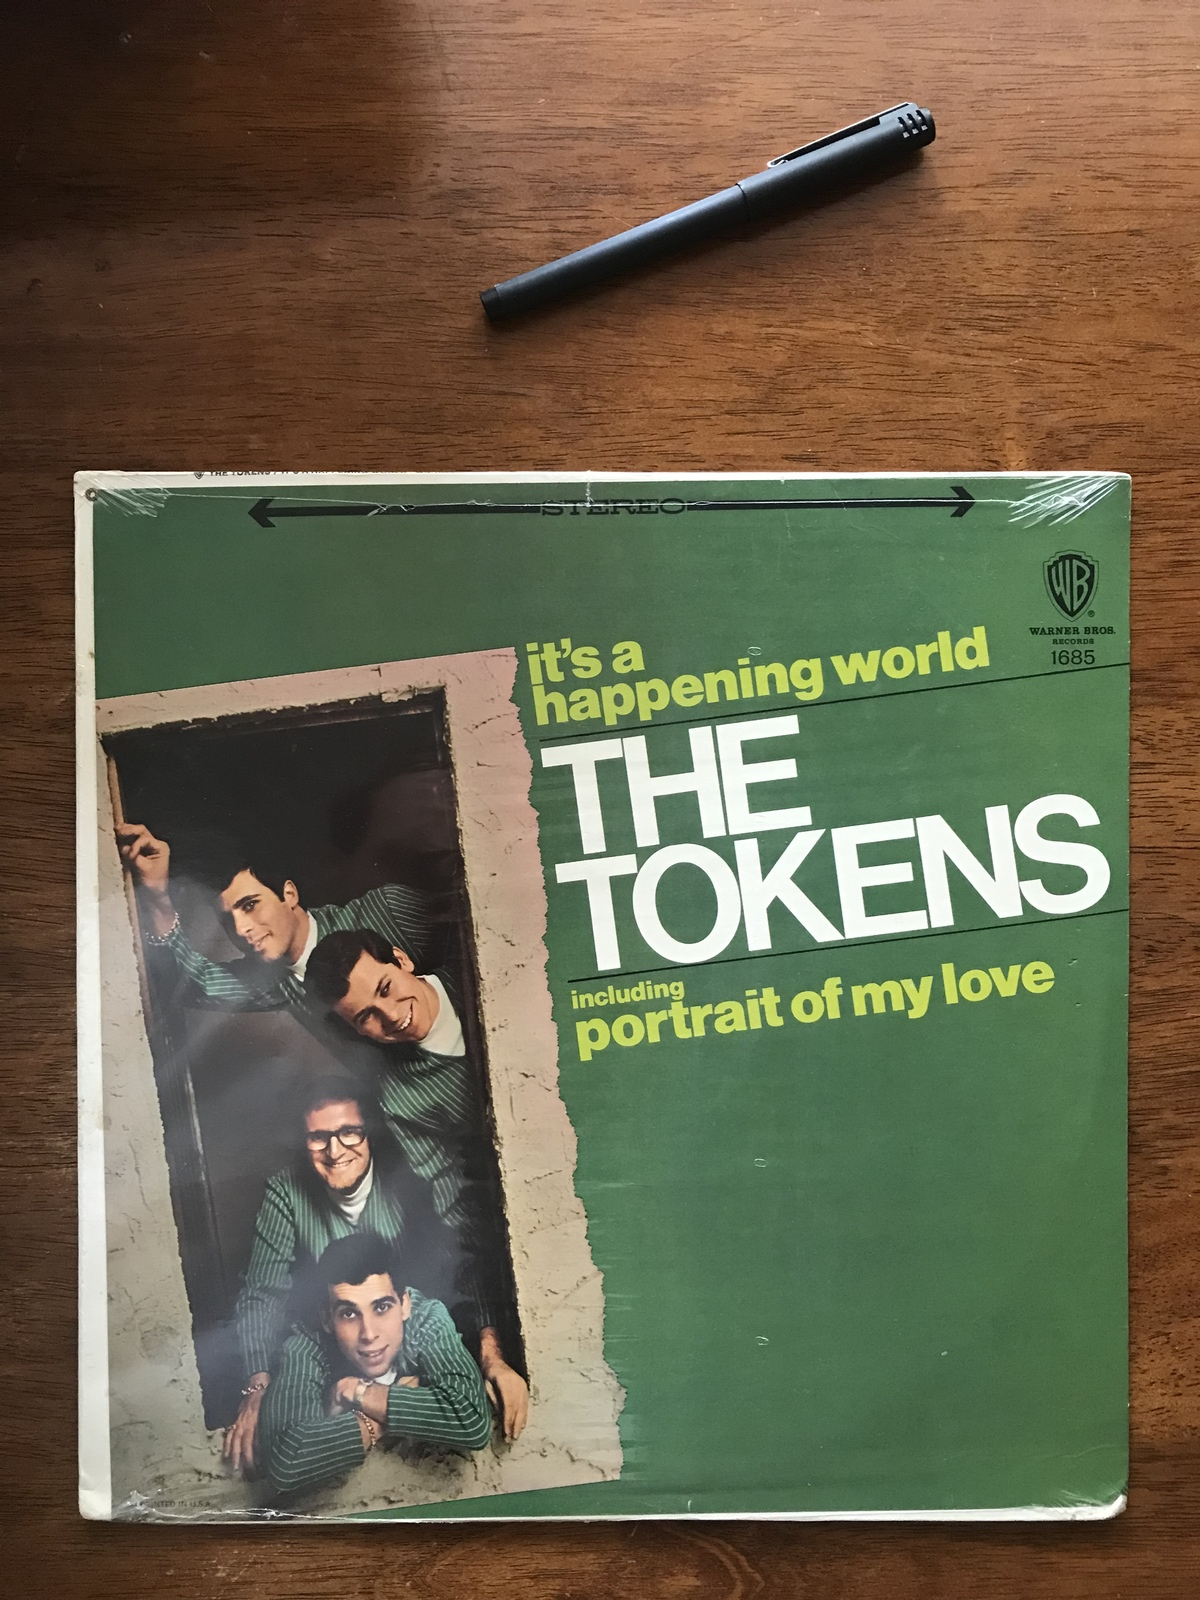 THE TOKENS / IT'S A
STEREO
WB
®
WARNER BROS.
RECORDS
1685
it's a
happening world
THE
TOKENS
including
portrait of my love
PRINTED IN U.S.A.